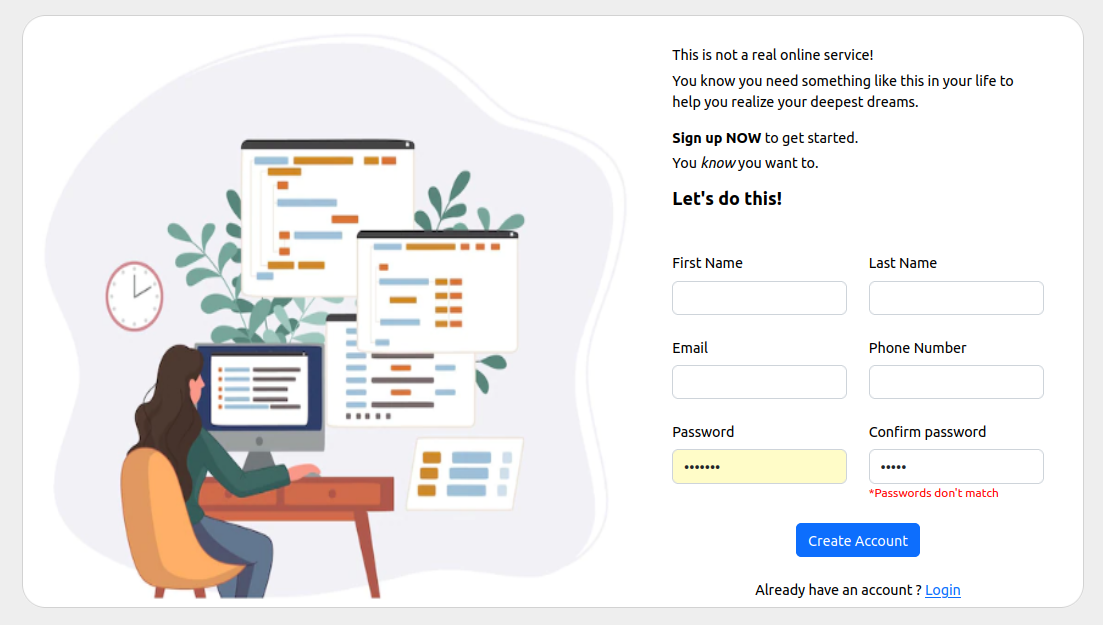 This is not a real online service!
You know you need something like this in your life to
help you realize your deepest dreams.
Sign up NOW to get started.
You know you want to.
Let's do this!
First Name
Last Name
Email
Phone Number
Password
Confirm password
•••••••
•••••
*Passwords don't match
Create Account
Already have an account ? Login